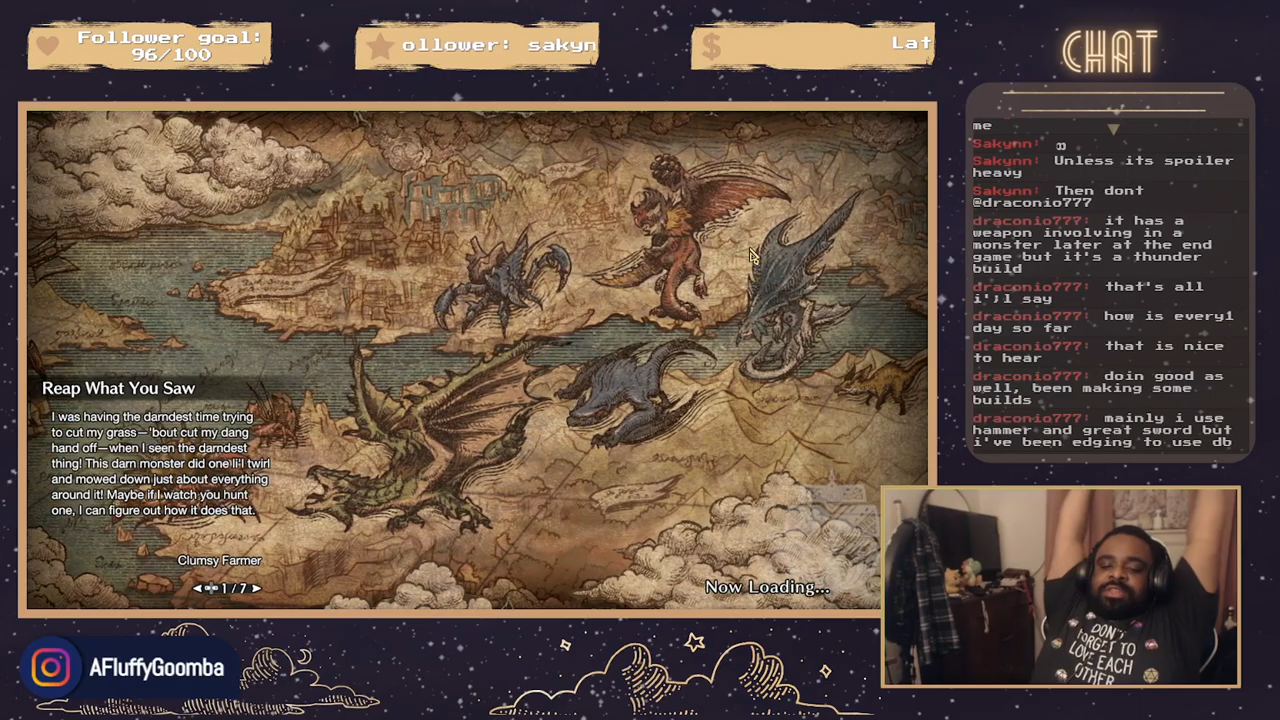 Follower goal:
96/100
ollower: sakyn
Lat
CHAT
me
Sakynn:
Sakynn: Unless its spoiler
heavy
Sakynn: Then dont
@draconio777
draconio777: it has a
weapon involving in a
monster later at the end
game but it's a thunder
build
draconio777: that's all
i';l say
draconio777: how is every1
day so far
draconio777: that is nice
to hear
draconio777: doin good as
well, been making some
builds
draconio777: mainly i use
hammer and great sword but
i've been edging to use db
Reap What You Saw
I was having the darndest time trying
to cut my grass—'bout cut my dang
hand off—when I seen the darndest
thing! This darn monster did one li'l twirl
and mowed down just about everything
around it! Maybe if I watch you hunt
one, I can figure out how it does that.
Clumsy Farmer
1 / 7
Now Loading...
DON'T
FORGET TO
LOVE EACH
OTHER
AFluffyGoomba